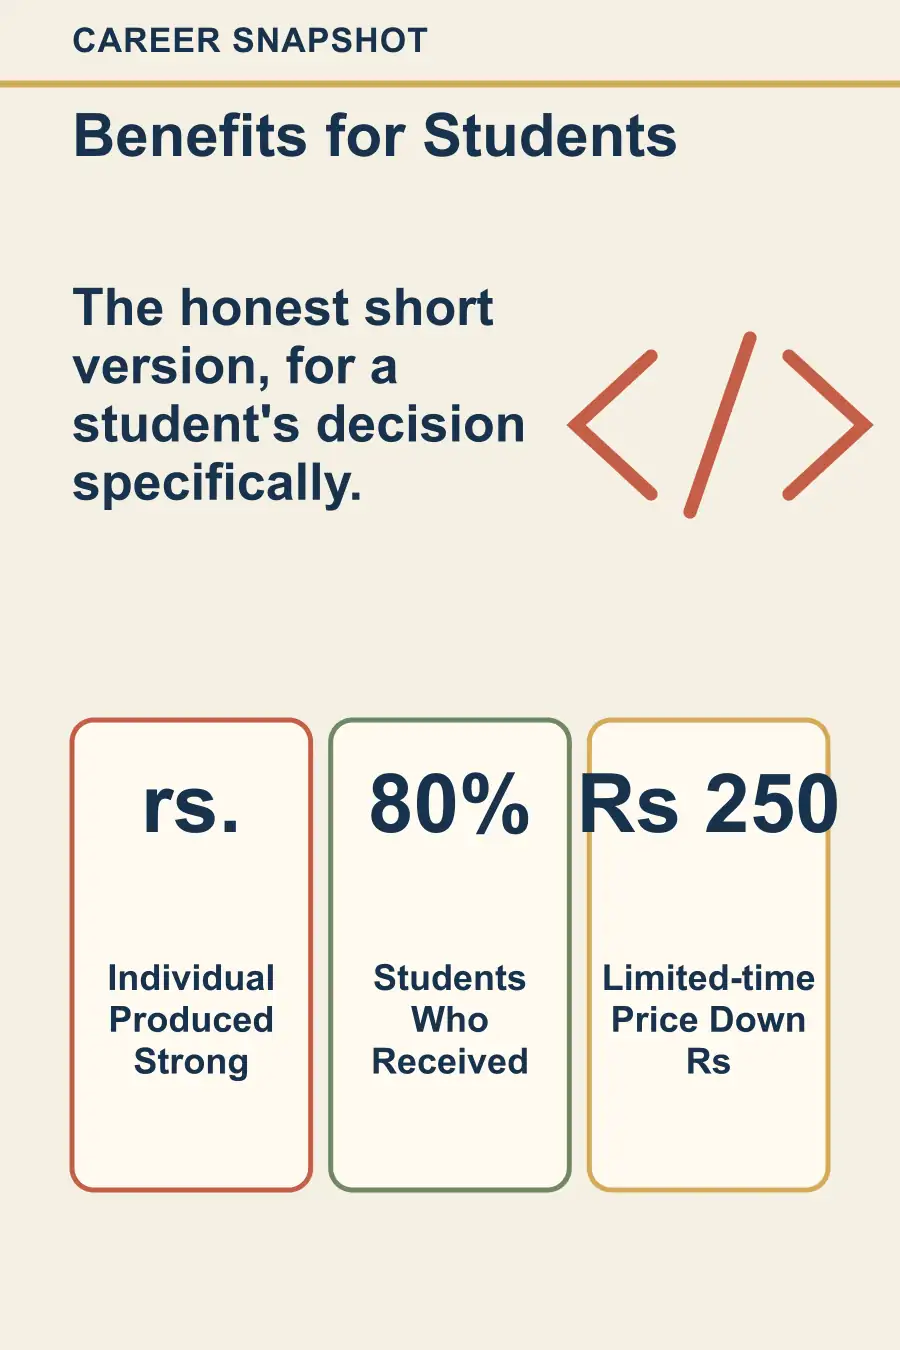 CAREER SNAPSHOT
Benefits for Students
The honest short
version, for a
student's decision
specifically.
</>
rs.
Individual
Produced
Strong
80%
Students
Who
Received
Rs 250
Limited-time
Price Down
Rs